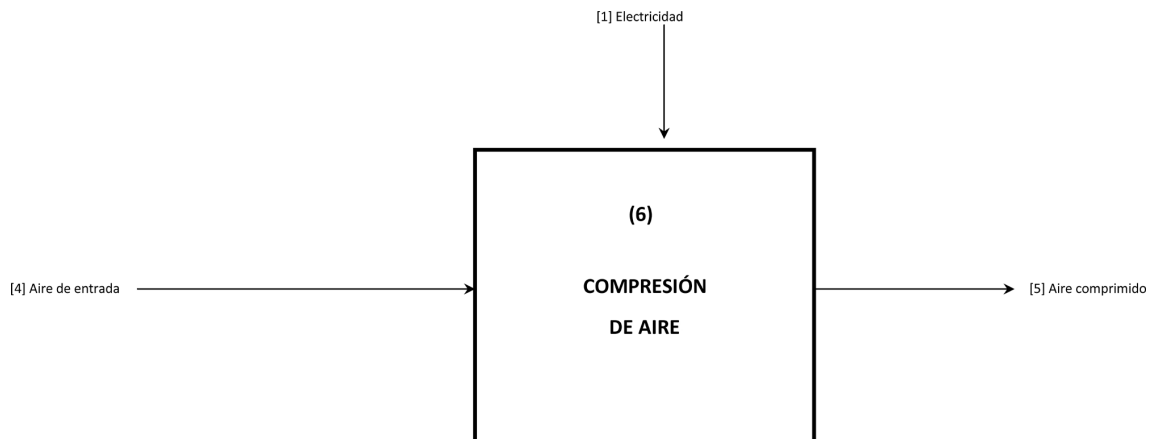 [1] Electricidad
(6)
[4] Aire de entrada
COMPRESIÓN
[5] Aire comprimido
DE AIRE